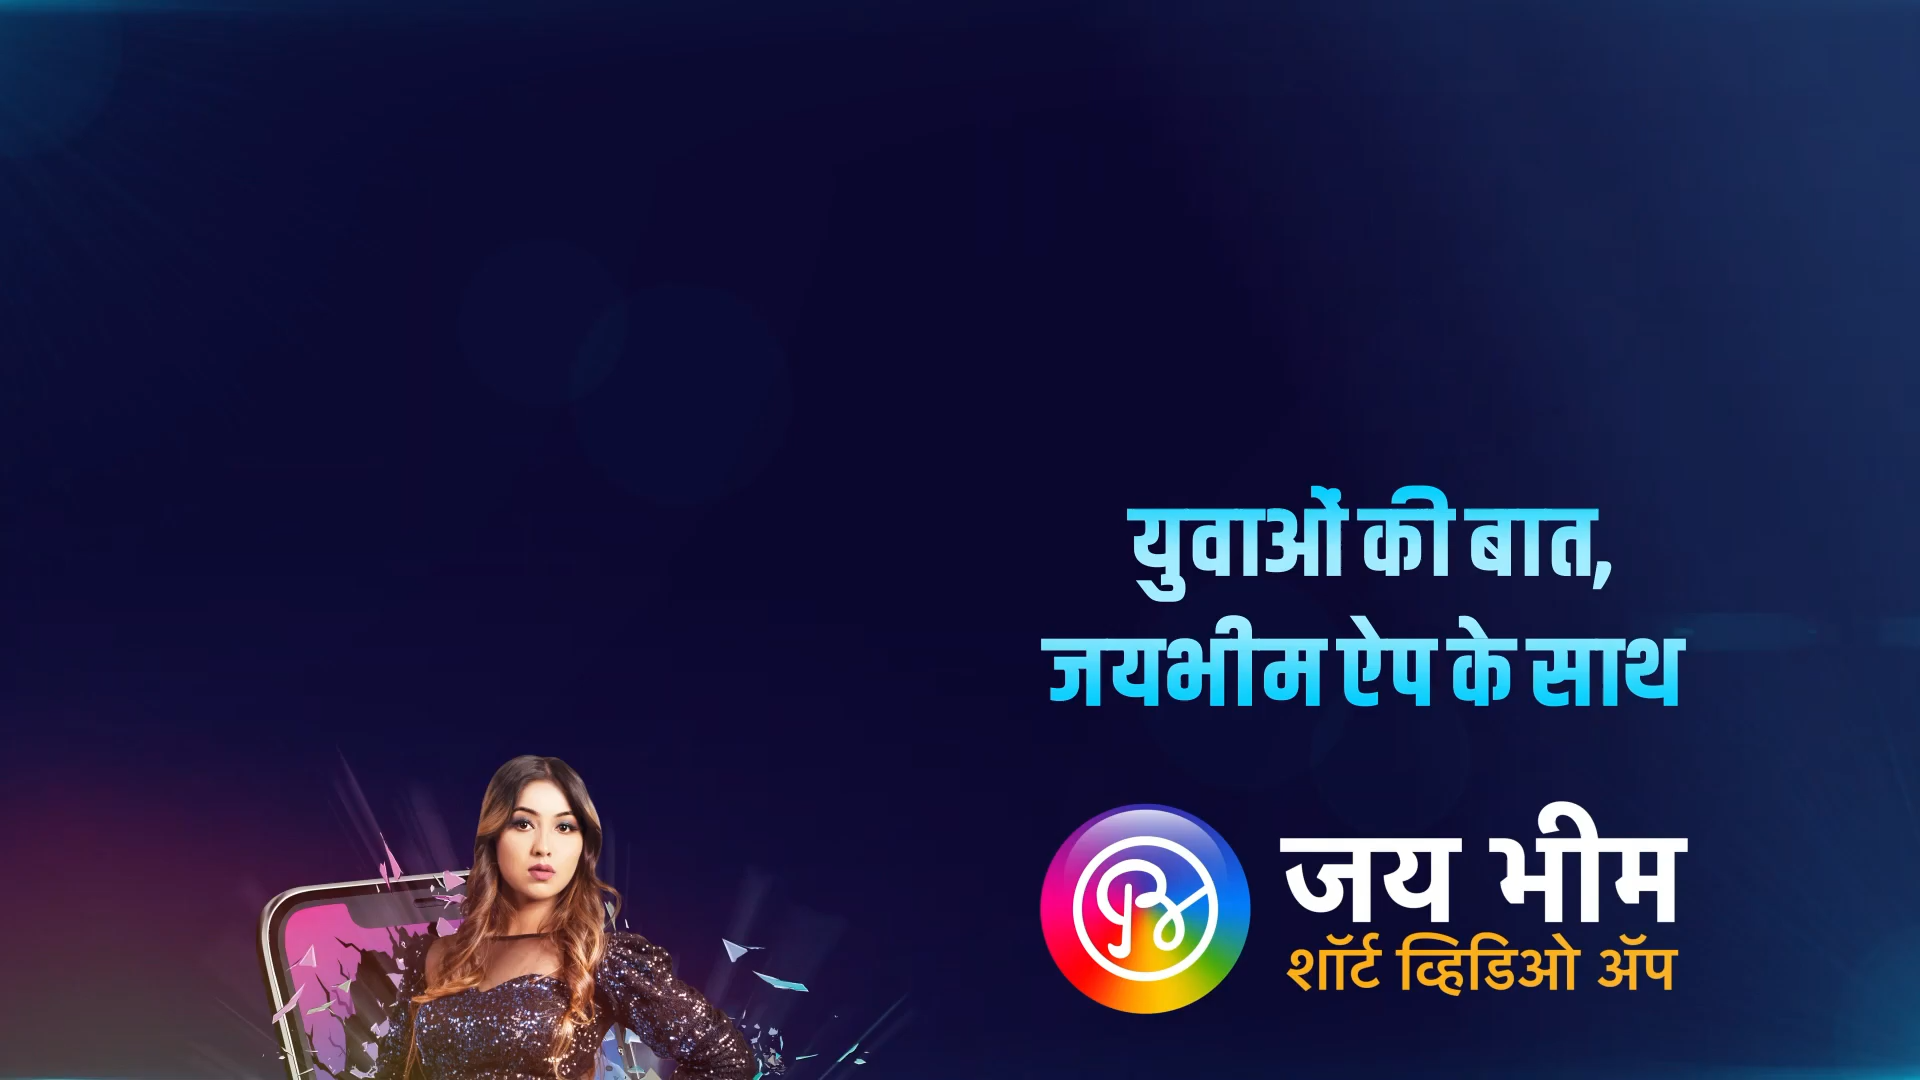 युवाओं की बात,
जयभीम ऐप के साथ
जय भीम
शॉर्ट व्हिडिओ ॲप